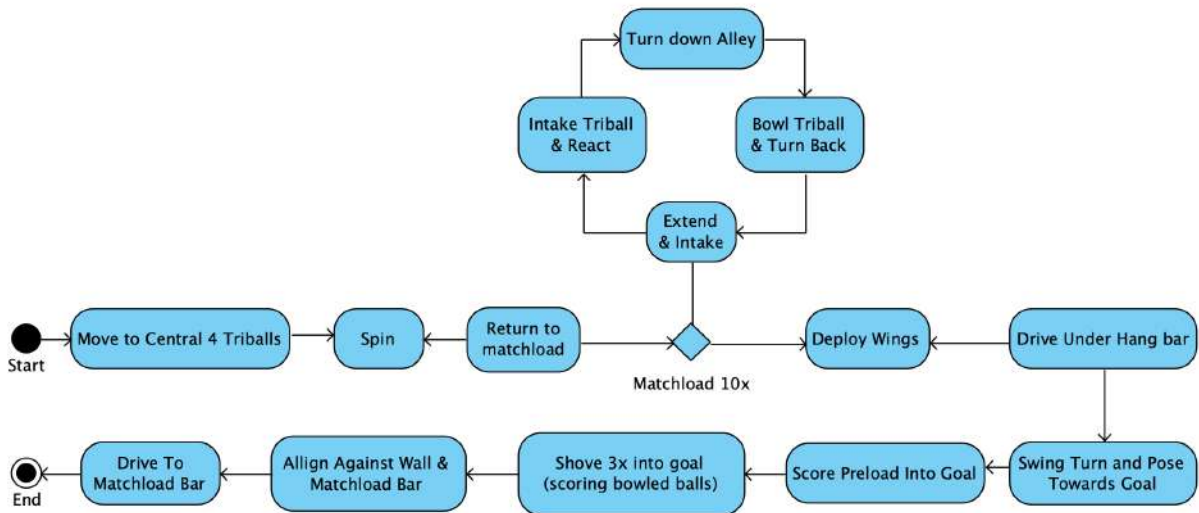 Turn down Alley
Intake Triball
& React
Bowl Triball
& Turn Back
Extend
& Intake
Start
Move to Central 4 Triballs
Spin
Return to
matchload
Matchload 10x
Deploy Wings
Drive Under Hang bar
End
Drive To
Matchload Bar
Allign Against Wall &
Matchload Bar
Shove 3x into goal
(scoring bowled balls)
Score Preload Into Goal
Swing Turn and Pose
Towards Goal